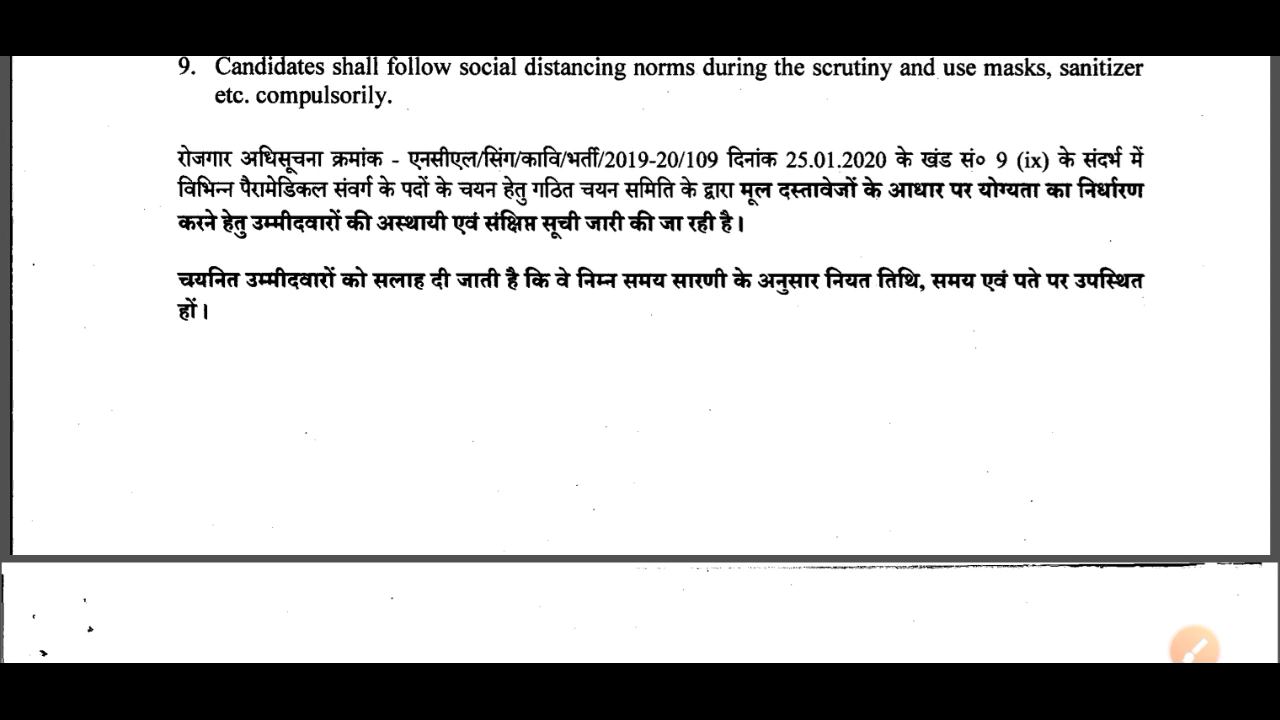 9. Candidates shall follow social distancing norms during the scrutiny and use masks, sanitizer
etc. compulsorily.
रोजगार अधिसूचना क्रमांक - एनसीएल/सिंग/कावि/भर्ती/2019-20/109 दिनांक 25.01.2020 के खंड सं० 9 (ix) के संदर्भ में
विभिन्न पैरामेडिकल संवर्ग के पदों के चयन हेतु गठित चयन समिति के द्वारा मूल दस्तावेजों के आधार पर योग्यता का निर्धारण
करने हेतु उम्मीदवारों की अस्थायी एवं संक्षिप्त सूची जारी की जा रही है।
चयनित उम्मीदवारों को सलाह दी जाती है कि वे निम्न समय सारणी के अनुसार नियत तिथि, समय एवं पते पर उपस्थित
हों।